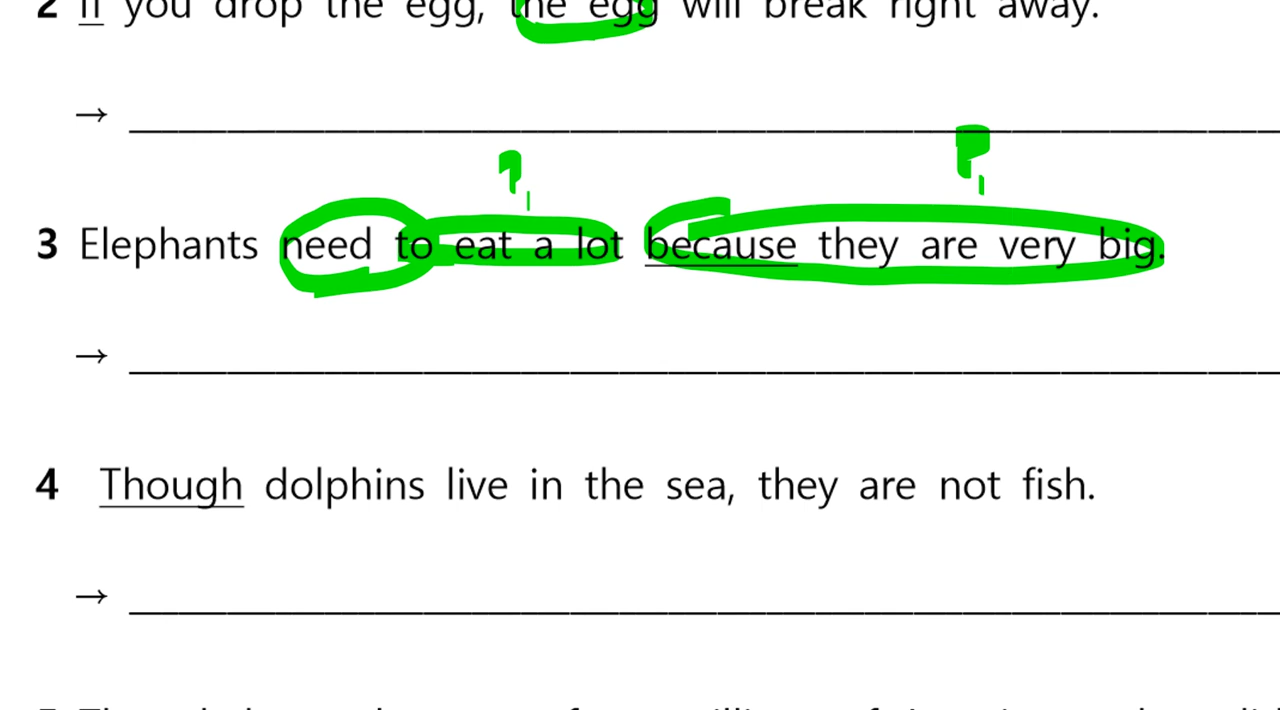 2 If you drop the egg, the egg will break right away.
→
3 Elephants need to eat a lot because they are very big.
→
4 Though dolphins live in the sea, they are not fish.
→